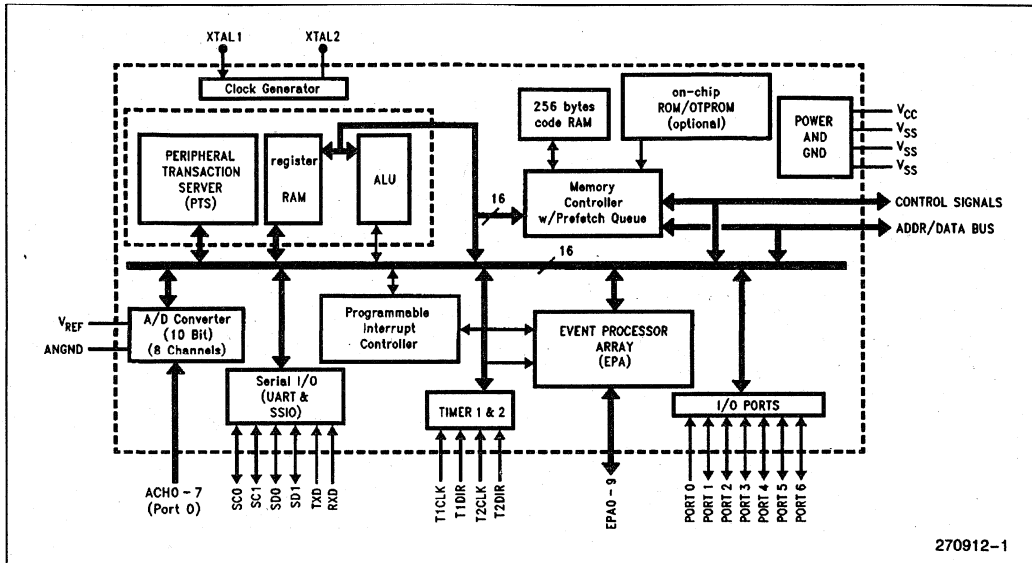 XTAL1
XTAL2
Clock Generator
PERIPHERAL
TRANSACTION
SERVER
(PTS)
register
RAM
ALU
256 bytes
code RAM
on-chip
ROM/OTPROM
(optional)
POWER
AND
GND
VCC
VSS
VSS
VSS
Memory
Controller
w/Prefetch Queue
16
CONTROL SIGNALS
ADDR/DATA BUS
16
VREF
ANGND
A/D Converter
(10 Bit)
(8 Channels)
Programmable
Interrupt
Controller
EVENT PROCESSOR
ARRAY
(EPA)
Serial I/O
(UART &
SSIO)
TIMER 1 & 2
I/O PORTS
ACH0-7
(Port 0)
SC0
SC1
SD0
SD1
TXD
RXD
T1CLK
T1DIR
T2CLK
T2DIR
EPA0-9
PORT 0
PORT 1
PORT 2
PORT 3
PORT 4
PORT 5
PORT 6
270912-1